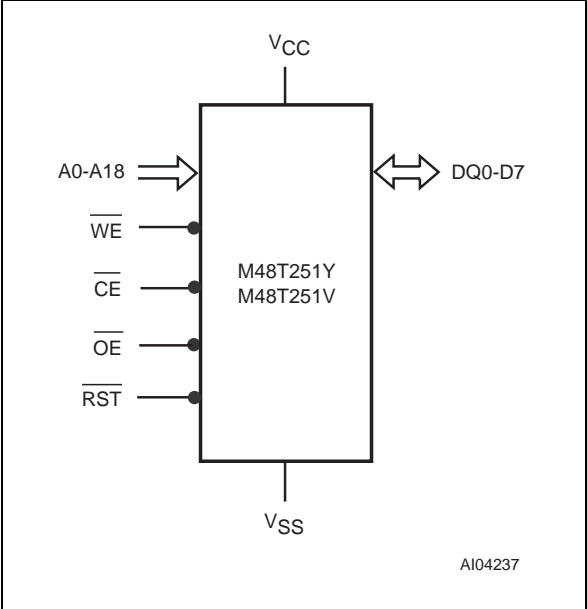 VCC
A0-A18
DQ0-D7
WE
CE
OE
RST
M48T251Y
M48T251V
VSS
AI04237